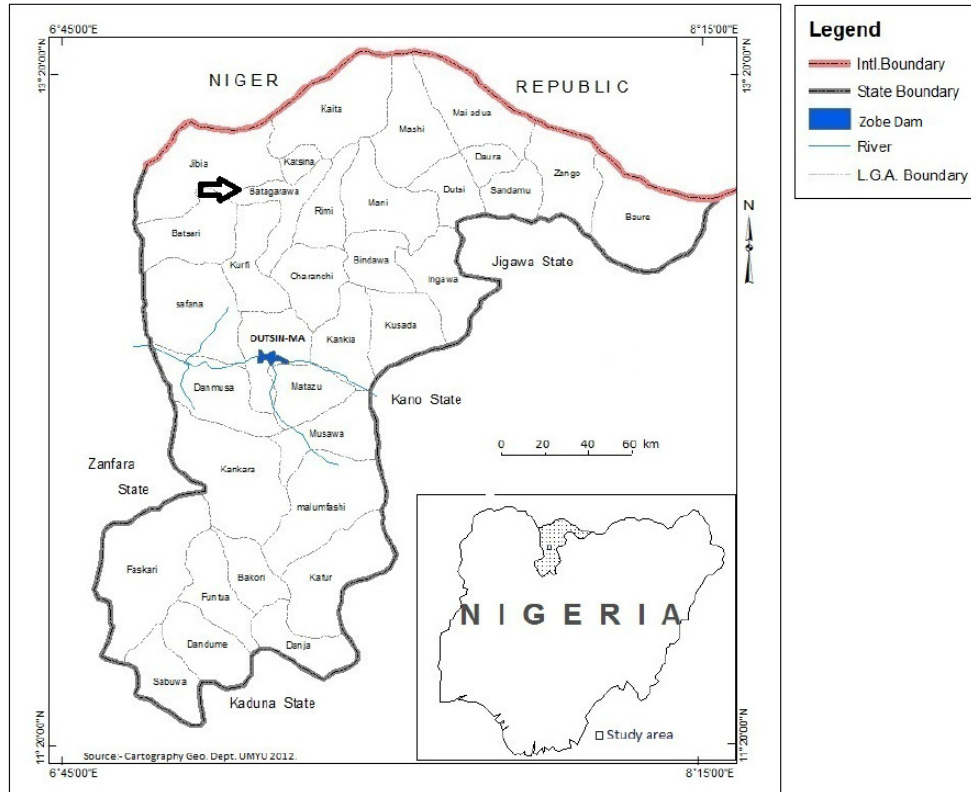 6°45'00"E
8°15'00"E
13°20'00"N
13°20'00"N
NIGER
REPUBLIC
Kaita
Mai adua
Mashi
Jibia
Katsina
Daura
Zango
Batagarawa
Dutsi
Sandamu
Rimi
Mani
Baure
Batsari
Kurfi
Bindawa
Jigawa State
Charanchi
Ingawa
safana
Kusada
DUTSIN-MA
Kankia
Danmusa
Matazu
Kano State
Musawa
Zanfara
State
Kankara
malumfashi
Faskari
Bakori
Kafur
Funtua
Dandume
Danja
Sabuwa
Kaduna State
Source:- Cartography Geo. Dept. UMYU 2012.
11°20'00"N
11°20'00"N
6°45'00"E
8°15'00"E
0 20 40 60 km
NIGERIA
Study area
N
Legend
Intl.Boundary
State Boundary
Zobe Dam
River
L.G.A. Boundary